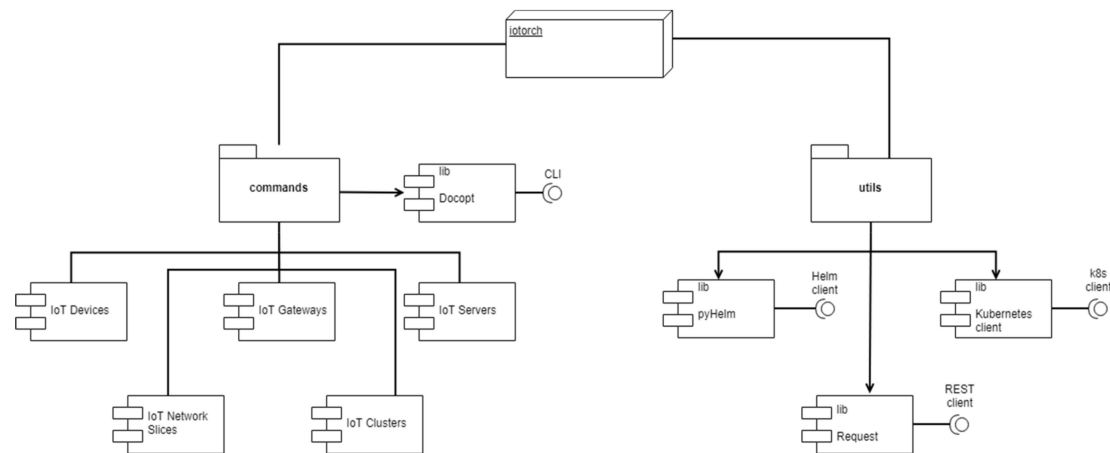 iotorch
commands
lib
Docopt
CLI
utils
IoT Devices
IoT Gateways
IoT Servers
lib
pyHelm
Helm
client
lib
Kubernetes
client
k8s
client
IoT Network
Slices
IoT Clusters
lib
Request
REST
client